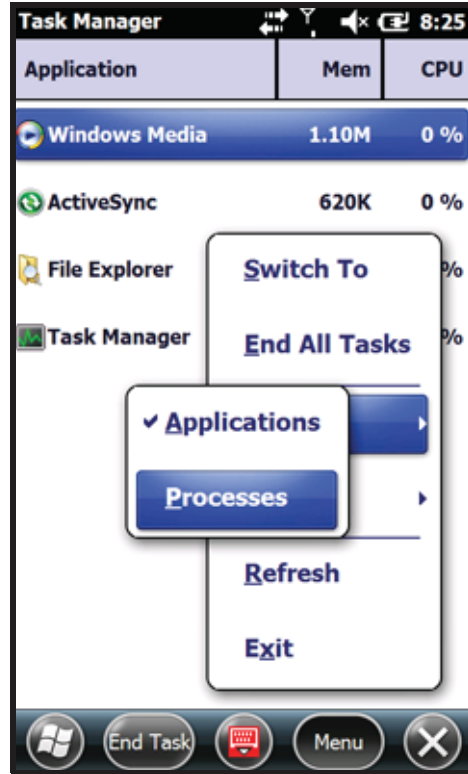 Task Manager 8:25
Application Mem CPU
Windows Media 1.10M 0 %
ActiveSync 620K 0 %
File Explorer %
Task Manager %
Switch To
End All Tasks
Applications
Processes
Refresh
Exit
End Task Menu